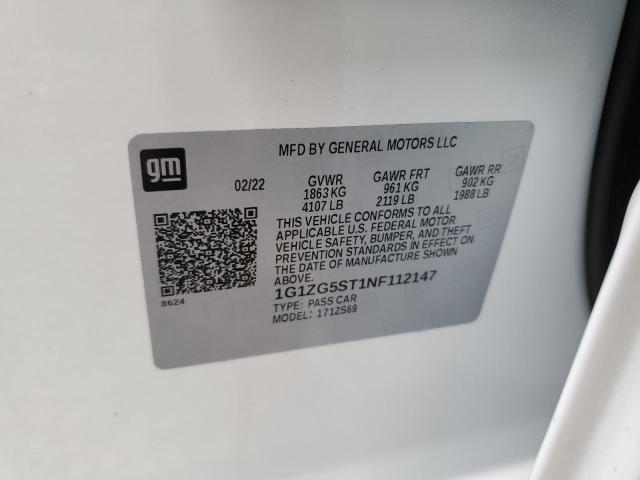 gm
MFD BY GENERAL MOTORS LLC
02/22 GVWR GAWR FRT GAWR RR
1863 KG 961 KG 902 KG
4107 LB 2119 LB 1988 LB
THIS VEHICLE CONFORMS TO ALL
APPLICABLE U.S. FEDERAL MOTOR
VEHICLE SAFETY, BUMPER, AND THEFT
PREVENTION STANDARDS IN EFFECT ON
THE DATE OF MANUFACTURE SHOWN
ABOVE.
1G1ZG5ST1NF112147
TYPE: PASS CAR
MODEL: 171ZS69
8624